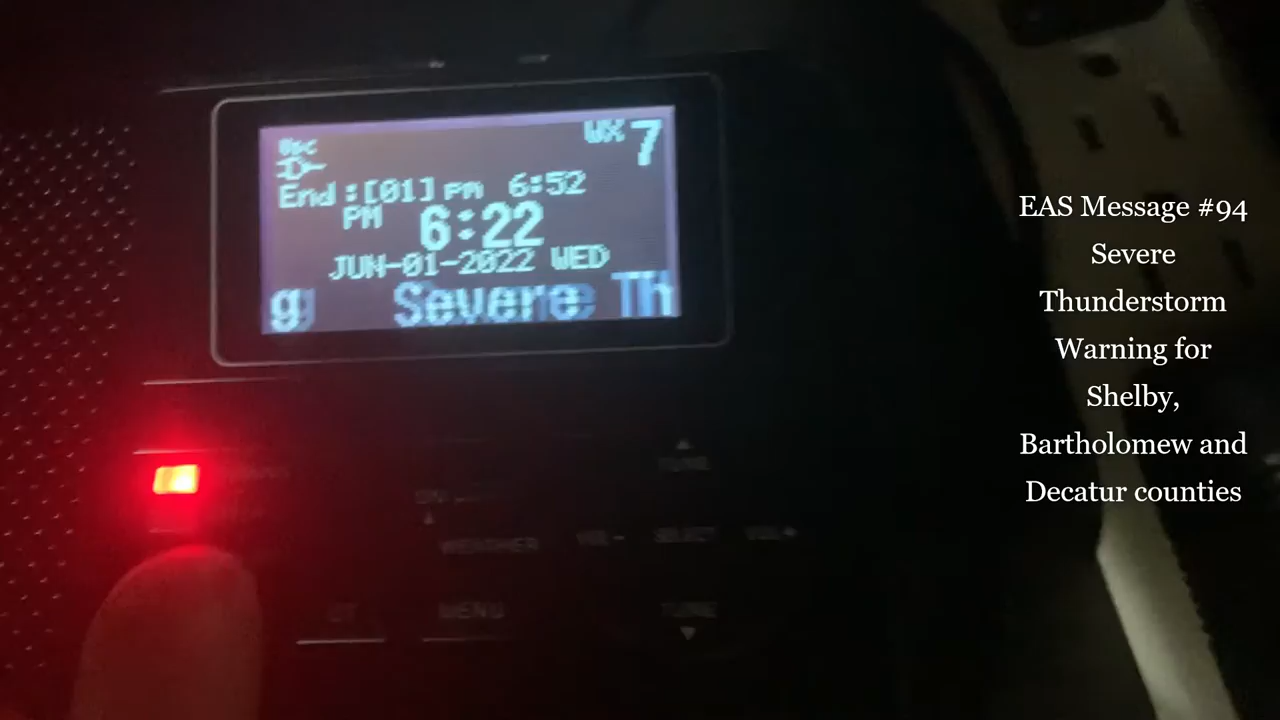 WX 7
End :[01] PM 6:52
PM 6:22
JUN-01-2022 WED
g Severe Th
TUNE
WEATHER VOL - SELECT VOL +
MENU TUNE
EAS Message #94
Severe
Thunderstorm
Warning for
Shelby,
Bartholomew and
Decatur counties